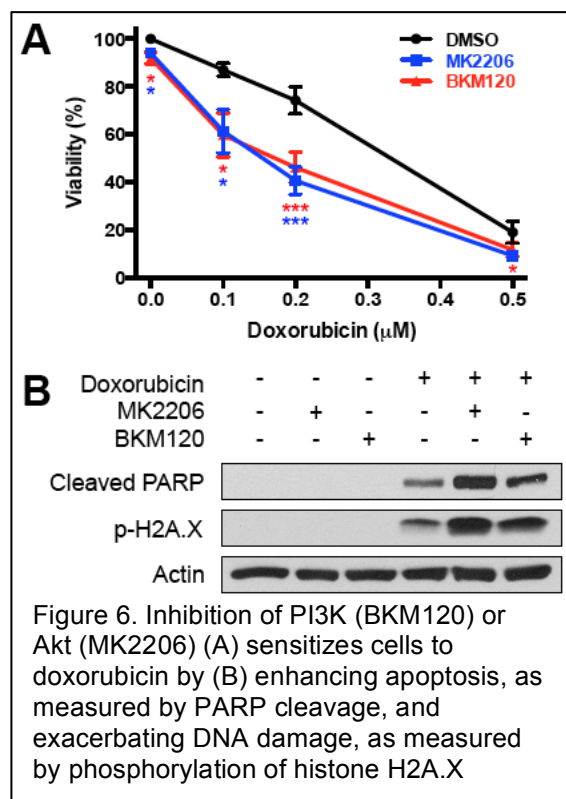 A
100
80
60
40
20
0
Viability (%)
DMSO
MK2206
BKM120
*
*
*
*
***
***
*
0.0 0.1 0.2 0.3 0.4 0.5
Doxorubicin (μM)
B
Doxorubicin - - - + + +
MK2206 - + - - + -
BKM120 - - + - - +
Cleaved PARP
p-H2A.X
Actin
Figure 6. Inhibition of PI3K (BKM120) or
Akt (MK2206) (A) sensitizes cells to
doxorubicin by (B) enhancing apoptosis, as
measured by PARP cleavage, and
exacerbating DNA damage, as measured
by phosphorylation of histone H2A.X